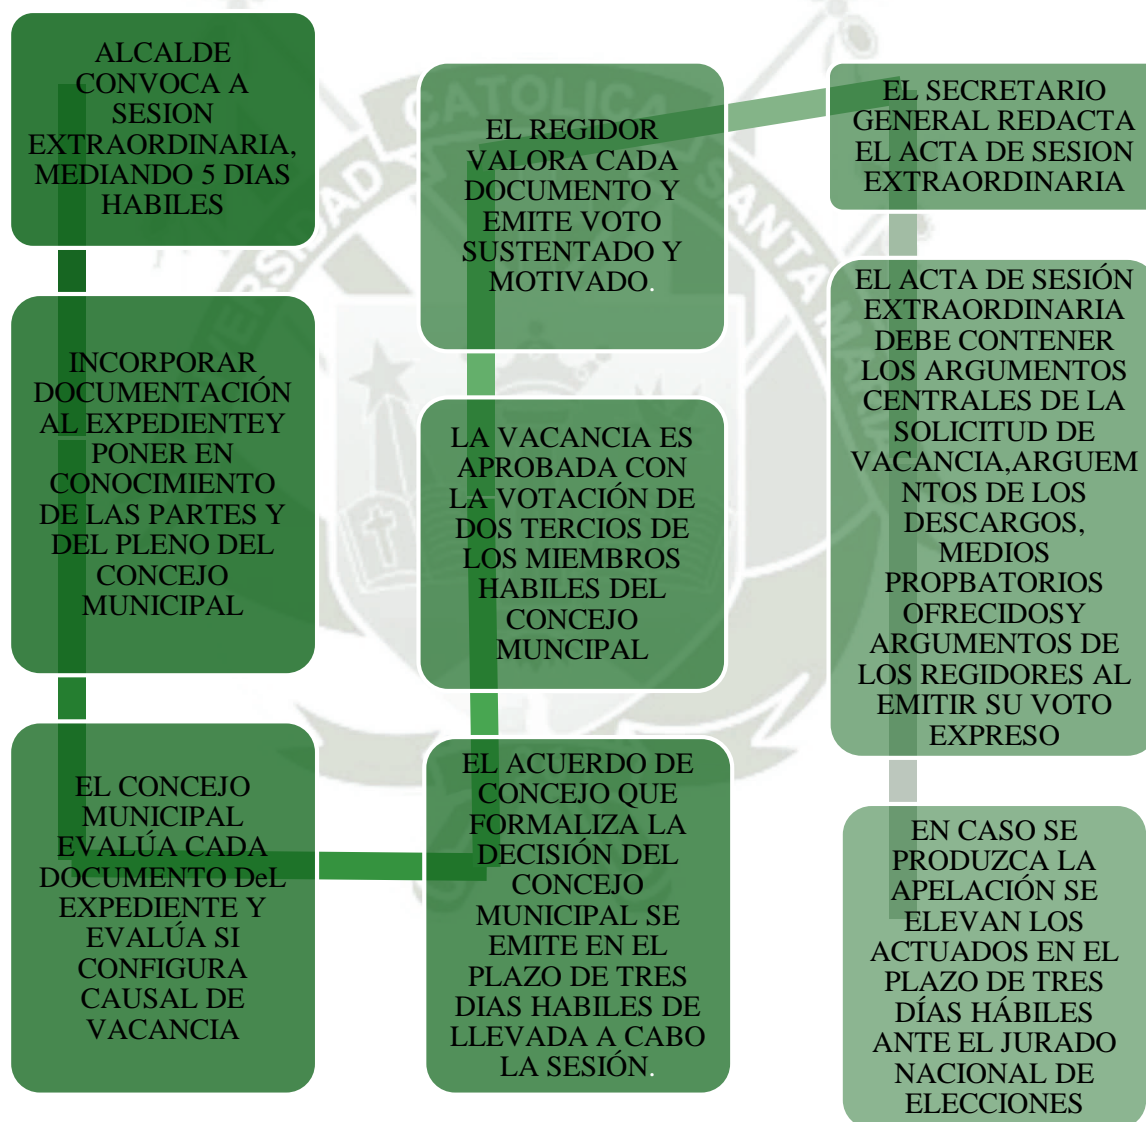 ALCALDE
CONVOCA A
SESION
EXTRAORDINARIA,
MEDIANDO 5 DIAS
HABILES
INCORPORAR
DOCUMENTACIÓN
AL EXPEDIENTEY
PONER EN
CONOCIMIENTO
DE LAS PARTES Y
DEL PLENO DEL
CONCEJO
MUNICIPAL
EL CONCEJO
MUNICIPAL
EVALÚA CADA
DOCUMENTO DeL
EXPEDIENTE Y
EVALÚA SI
CONFIGURA
CAUSAL DE
VACANCIA
EL REGIDOR
VALORA CADA
DOCUMENTO Y
EMITE VOTO
SUSTENTADO Y
MOTIVADO.
LA VACANCIA ES
APROBADA CON
LA VOTACIÓN DE
DOS TERCIOS DE
LOS MIEMBROS
HABILES DEL
CONCEJO
MUNCIPAL
EL ACUERDO DE
CONCEJO QUE
FORMALIZA LA
DECISIÓN DEL
CONCEJO
MUNICIPAL SE
EMITE EN EL
PLAZO DE TRES
DIAS HABILES DE
LLEVADA A CABO
LA SESIÓN.
EL SECRETARIO
GENERAL REDACTA
EL ACTA DE SESION
EXTRAORDINARIA
EL ACTA DE SESIÓN
EXTRAORDINARIA
DEBE CONTENER
LOS ARGUMENTOS
CENTRALES DE LA
SOLICITUD DE
VACANCIA,ARGUEM
NTOS DE LOS
DESCARGOS,
MEDIOS
PROPBATORIOS
OFRECIDOSY
ARGUMENTOS DE
LOS REGIDORES AL
EMITIR SU VOTO
EXPRESO
EN CASO SE
PRODUZCA LA
APELACIÓN SE
ELEVAN LOS
ACTUADOS EN EL
PLAZO DE TRES
DÍAS HÁBILES
ANTE EL JURADO
NACIONAL DE
ELECCIONES
CATOLICA SANTA MARIA